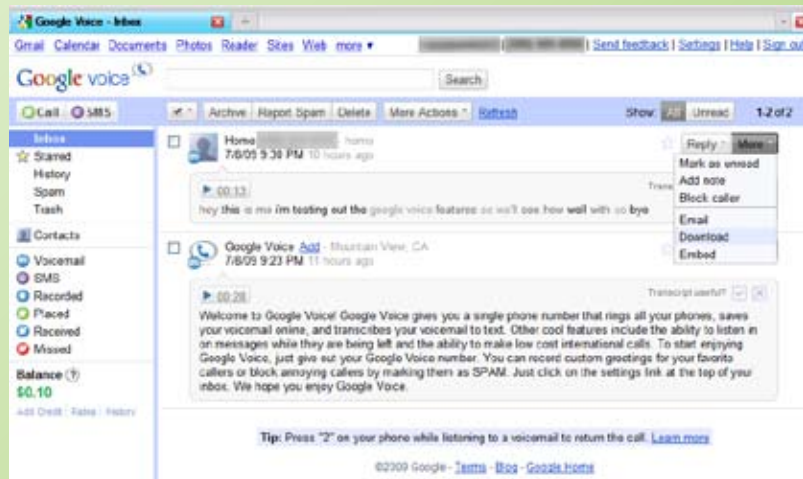 Google Voice - Inbox
Gmail Calendar Documents Photos Reader Sites Web more ▼ | Send feedback | Settings | Help | Sign out
Google voice
Search
Call SMS
Archive Report Spam Delete More Actions Refresh Show: All Unread 1-2 of 2
Inbox
Starred
History
Spam
Trash
Contacts
Voicemail
SMS
Recorded
Placed
Received
Missed
Balance (?)
$0.10
Add Credit | Rates | History
Home - home
7/6/09 9:30 PM 10 hours ago
Reply More
Mark as unread
Add note
Block caller
Email
Download
Embed
00:13
hey this is me i'm testing out the google voice features so we'll see how well with so bye
Google Voice Add - Mountain View, CA
7/6/09 9:23 PM 11 hours ago
00:28
Transcript useful?
Welcome to Google Voice! Google Voice gives you a single phone number that rings all your phones, saves
your voicemail online, and transcribes your voicemail to text. Other cool features include the ability to listen in
on messages while they are being left and the ability to make low cost international calls. To start enjoying
Google Voice, just give out your Google Voice number. You can record custom greetings for your favorite
callers or block annoying callers by marking them as SPAM. Just click on the settings link at the top of your
inbox. We hope you enjoy Google Voice.
Tip: Press "2" on your phone while listening to a voicemail to return the call. Learn more
©2009 Google - Terms - Blog - Google Home